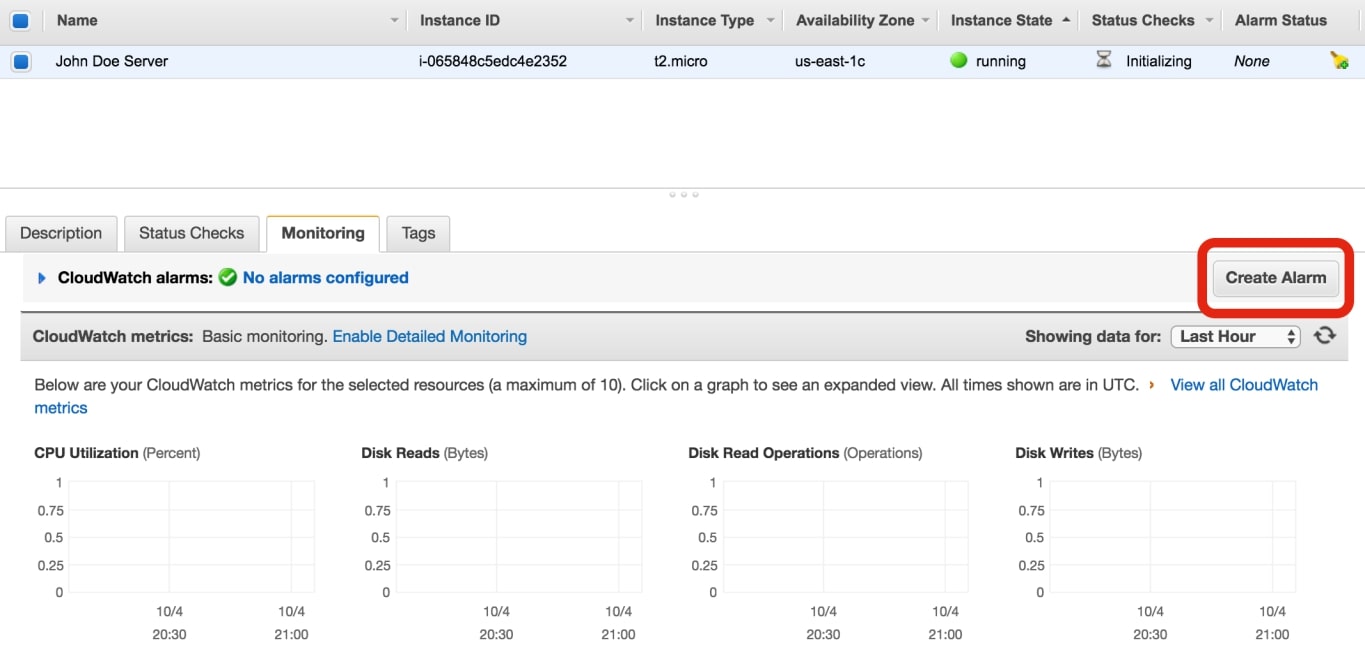 Name Instance ID Instance Type Availability Zone Instance State Status Checks Alarm Status
John Doe Server i-065848c5edc4e2352 t2.micro us-east-1c running Initializing None
Description Status Checks Monitoring Tags
CloudWatch alarms: No alarms configured Create Alarm
CloudWatch metrics: Basic monitoring. Enable Detailed Monitoring Showing data for: Last Hour
Below are your CloudWatch metrics for the selected resources (a maximum of 10). Click on a graph to see an expanded view. All times shown are in UTC. › View all CloudWatch
metrics
CPU Utilization (Percent) Disk Reads (Bytes) Disk Read Operations (Operations) Disk Writes (Bytes)
1 1 1 1
0.75 0.75 0.75 0.75
0.5 0.5 0.5 0.5
0.25 0.25 0.25 0.25
0 0 0 0
10/4 10/4 10/4 10/4 10/4 10/4 10/4 10/4
20:30 21:00 20:30 21:00 20:30 21:00 20:30 21:00